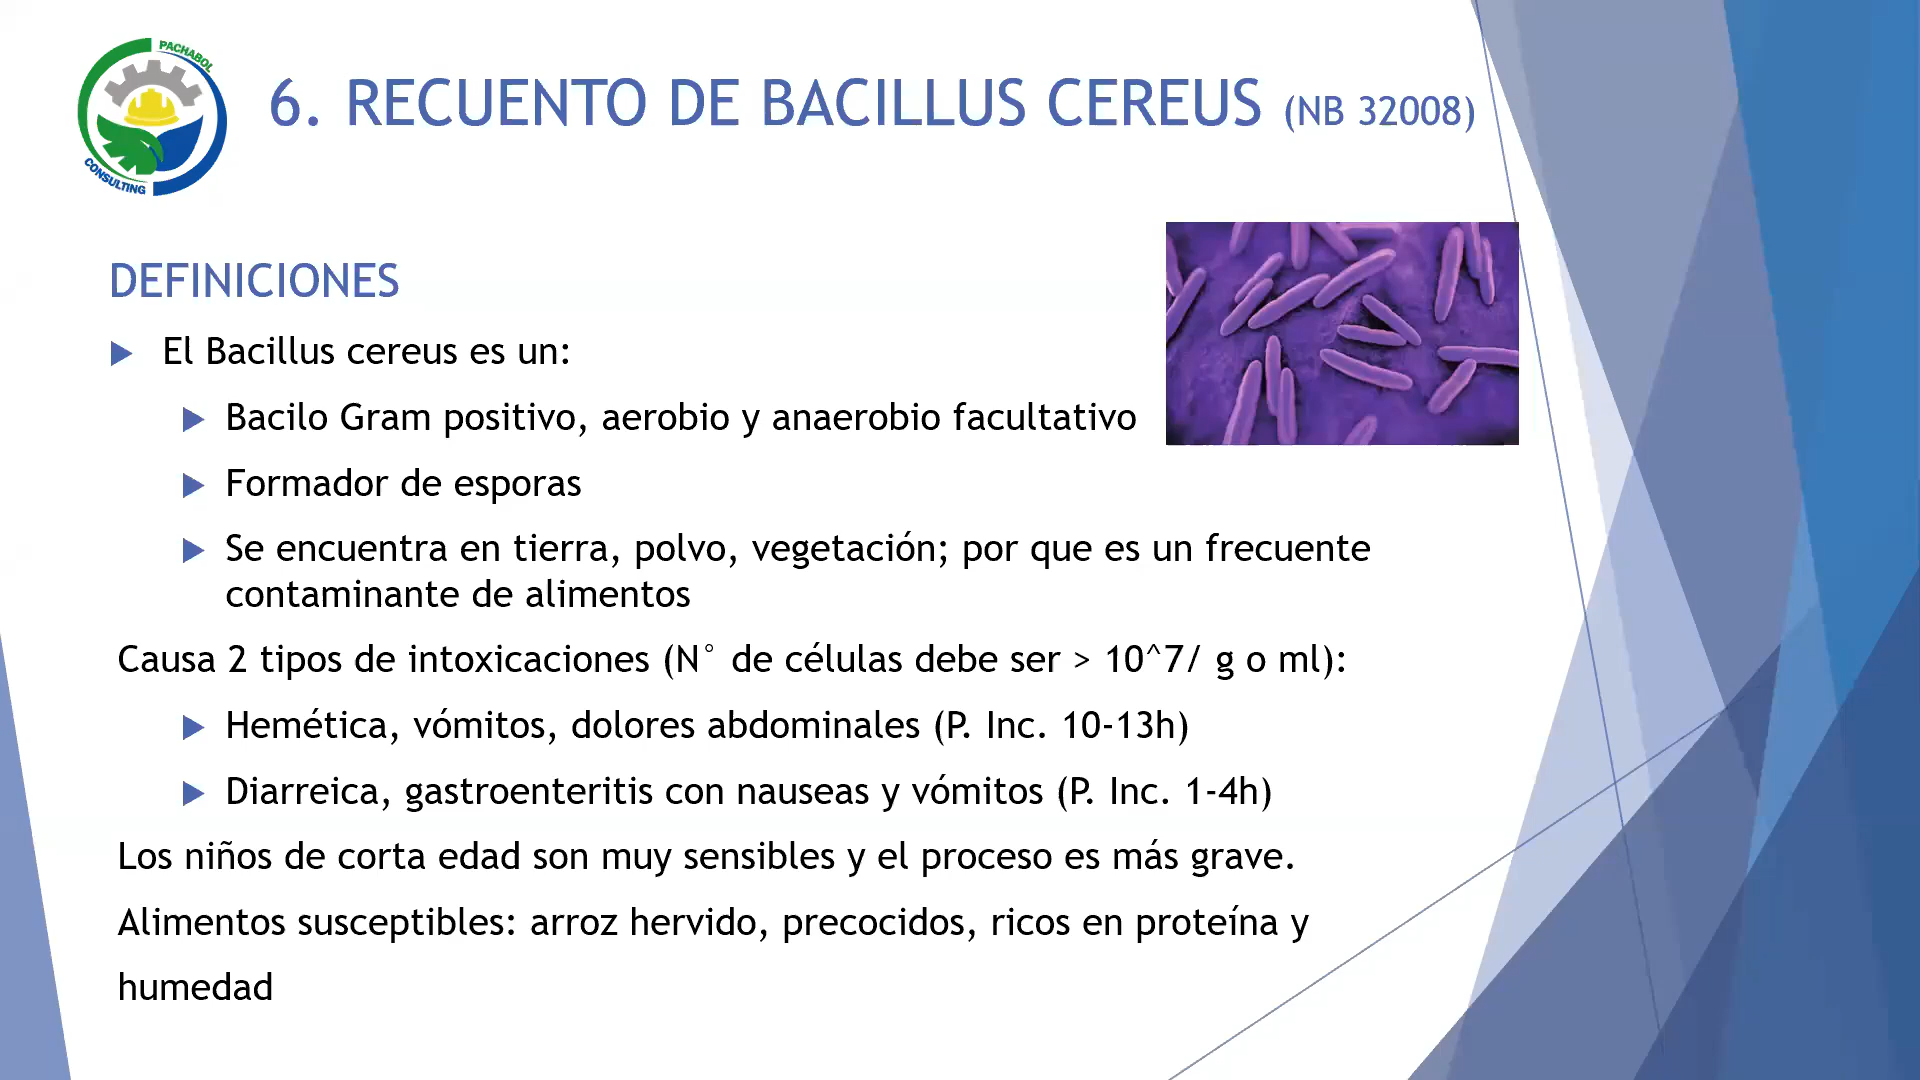 PACHABOL
CONSULTING
6. RECUENTO DE BACILLUS CEREUS (NB 32008)
DEFINICIONES
El Bacillus cereus es un:
Bacilo Gram positivo, aerobio y anaerobio facultativo
Formador de esporas
Se encuentra en tierra, polvo, vegetación; por que es un frecuente
contaminante de alimentos
Causa 2 tipos de intoxicaciones (N° de células debe ser > 10^7/ g o ml):
Hemética, vómitos, dolores abdominales (P. Inc. 10-13h)
Diarreica, gastroenteritis con nauseas y vómitos (P. Inc. 1-4h)
Los niños de corta edad son muy sensibles y el proceso es más grave.
Alimentos susceptibles: arroz hervido, precocidos, ricos en proteína y
humedad